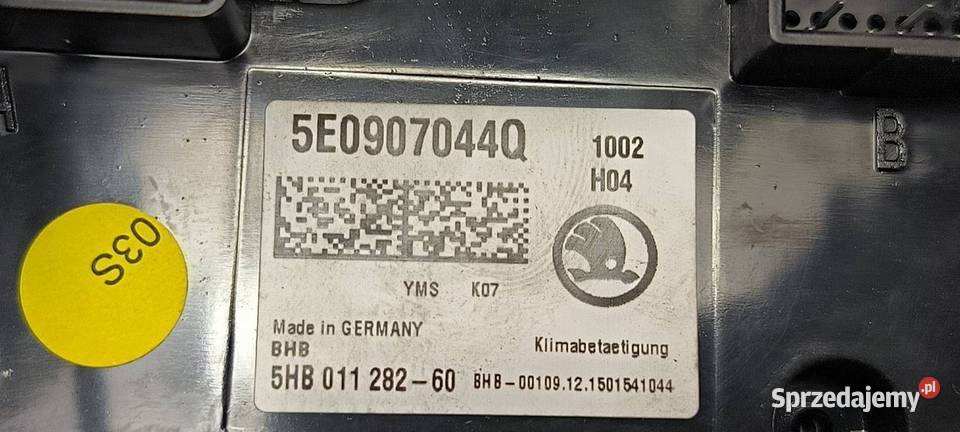 5E0907044Q
1002
H04
YMS K07
Made in GERMANY
BHB
Klimabetaetigung
5HB 011 282-60 BHB-00109.12.1501541044
03S
H
B
Sprzedajemy.pl